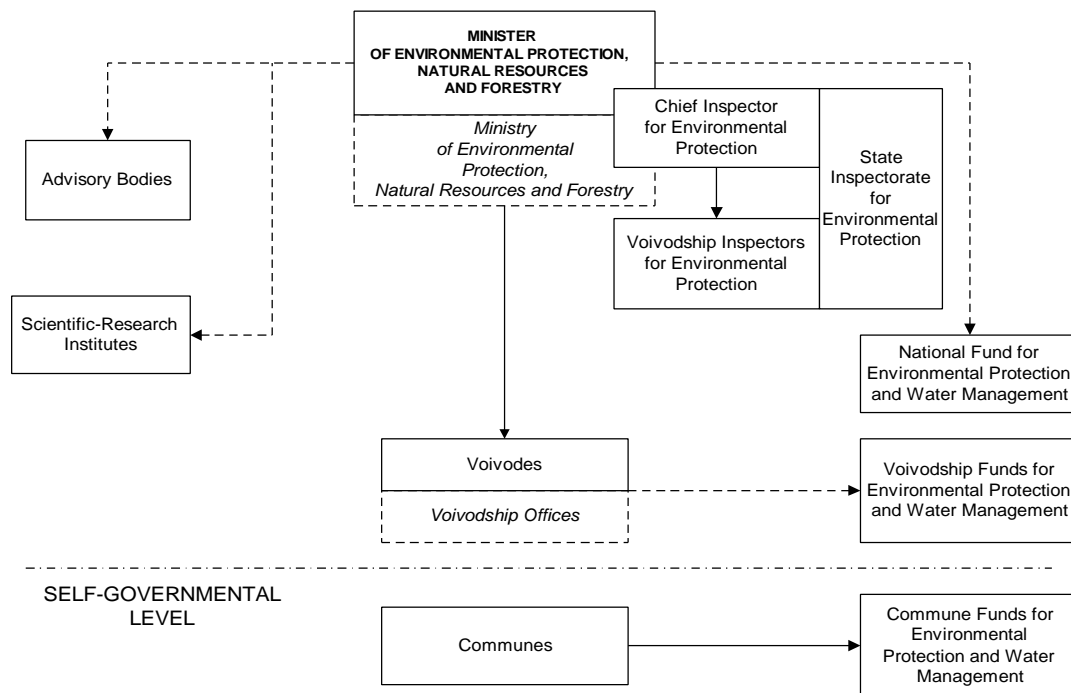 MINISTER
OF ENVIRONMENTAL PROTECTION,
NATURAL RESOURCES
AND FORESTRY
Ministry
of Environmental
Protection,
Natural Resources and Forestry
Chief Inspector
for Environmental
Protection
State
Inspectorate
for
Environmental
Protection
Advisory Bodies
Voivodship Inspectors
for Environmental
Protection
Scientific-Research
Institutes
National Fund for
Environmental Protection
and Water Management
Voivodes
Voivodship Offices
Voivodship Funds for
Environmental Protection
and Water Management
SELF-GOVERNMENTAL
LEVEL
Communes
Commune Funds for
Environmental
Protection and Water
Management